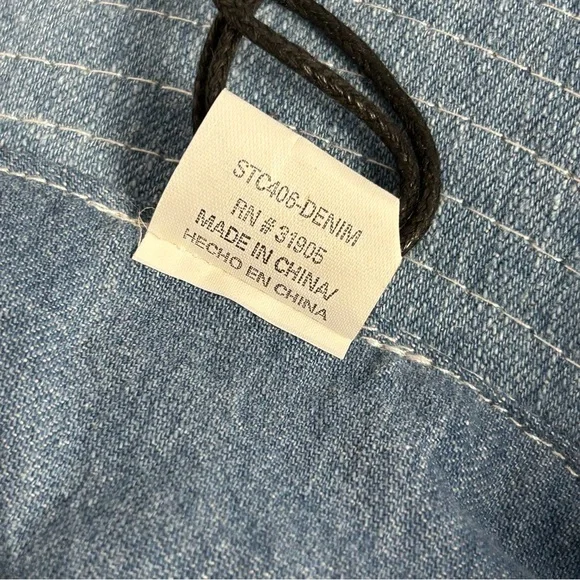 STC406-DENIM
RN # 31905
MADE IN CHINA/
HECHO EN CHINA